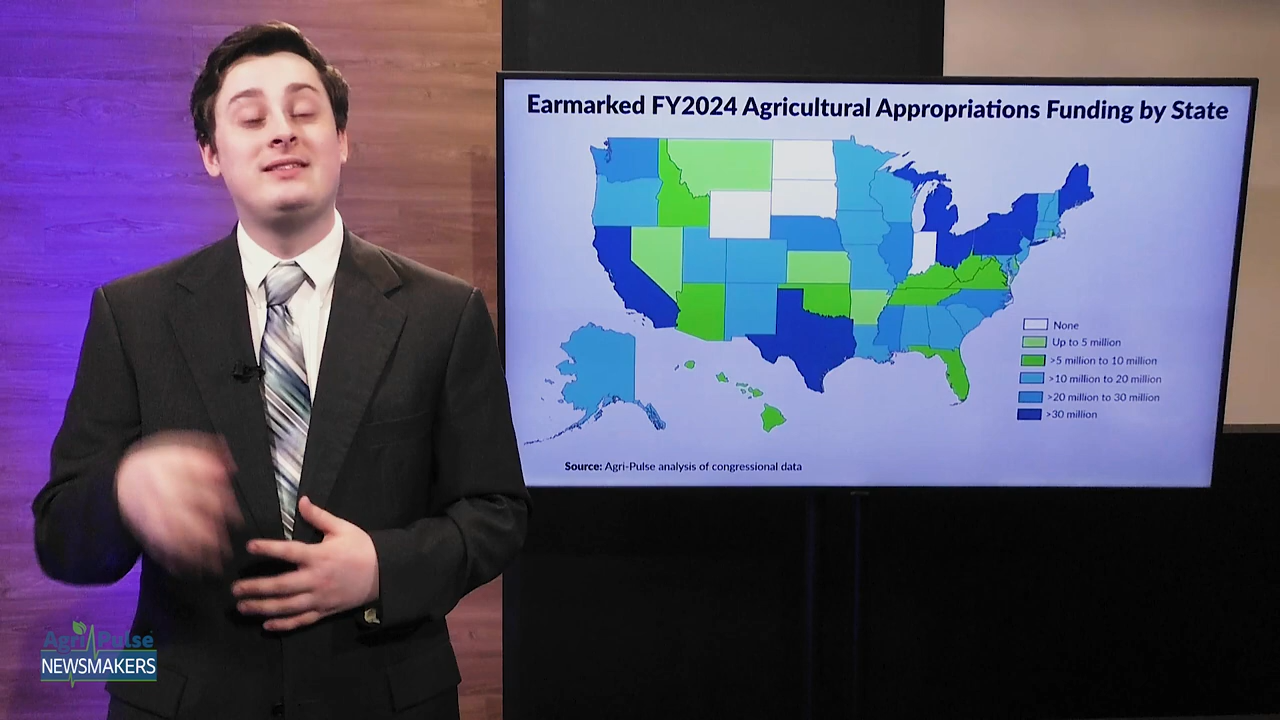 Earmarked FY2024 Agricultural Appropriations Funding by State
None
Up to 5 million
>5 million to 10 million
>10 million to 20 million
>20 million to 30 million
>30 million
Source: Agri-Pulse analysis of congressional data
Agri Pulse
NEWSMAKERS